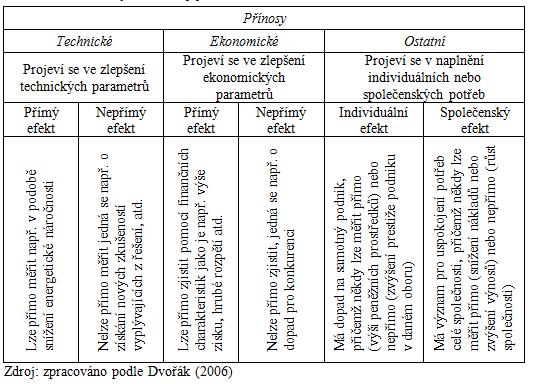 Přínosy
Technické
Ekonomické
Ostatní
Projeví se ve zlepšení
technických parametrů
Projeví se ve zlepšení
ekonomických
parametrů
Projeví se v naplnění
individuálních nebo
společenských potřeb
Přímý
efekt
Nepřímý
efekt
Přímý
efekt
Nepřímý
efekt
Individuální
efekt
Společenský
efekt
Lze přímo měřit např. v podobě
snížení energetické náročnosti
Nelze přímo měřit jedná se např. o
získání nových zkušeností
vyplývajících z řešení, atd.
Lze přímo zjistit pomocí finančních
charakteristik jako je např. výše
zisku, hrubé rozpětí atd.
Nelze přímo zjistit, jedná se např. o
dopad pro konkurenci
Má dopad na samotný podnik,
přičemž někdy lze měřit přímo
(výši peněžních prostředků) nebo
nepřímo (zvýšení prestiže podniku
v daném oboru)
Má význam pro uspokojení potřeb
celé společnosti, přičemž někdy lze
měřit přímo (snížení nákladů nebo
zvýšení výnosů) nebo nepřímo (růst
společnosti)
Zdroj: zpracováno podle Dvořák (2006)